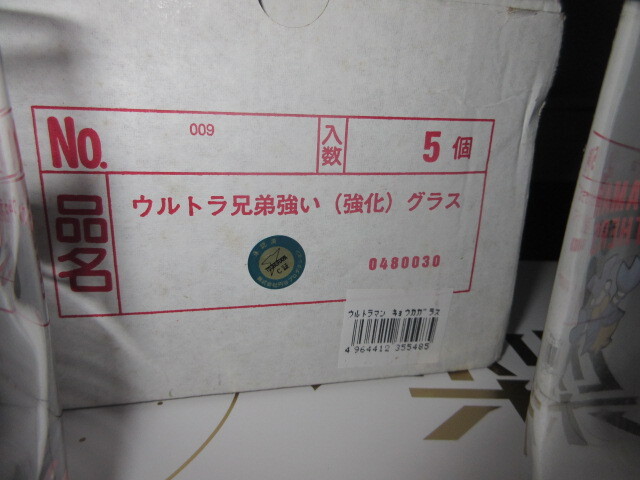 No. 009 入数 5個
品名 ウルトラ兄弟強い（強化）グラス
0480030
ウルトラマン キョウカガラス
4 964412 355485